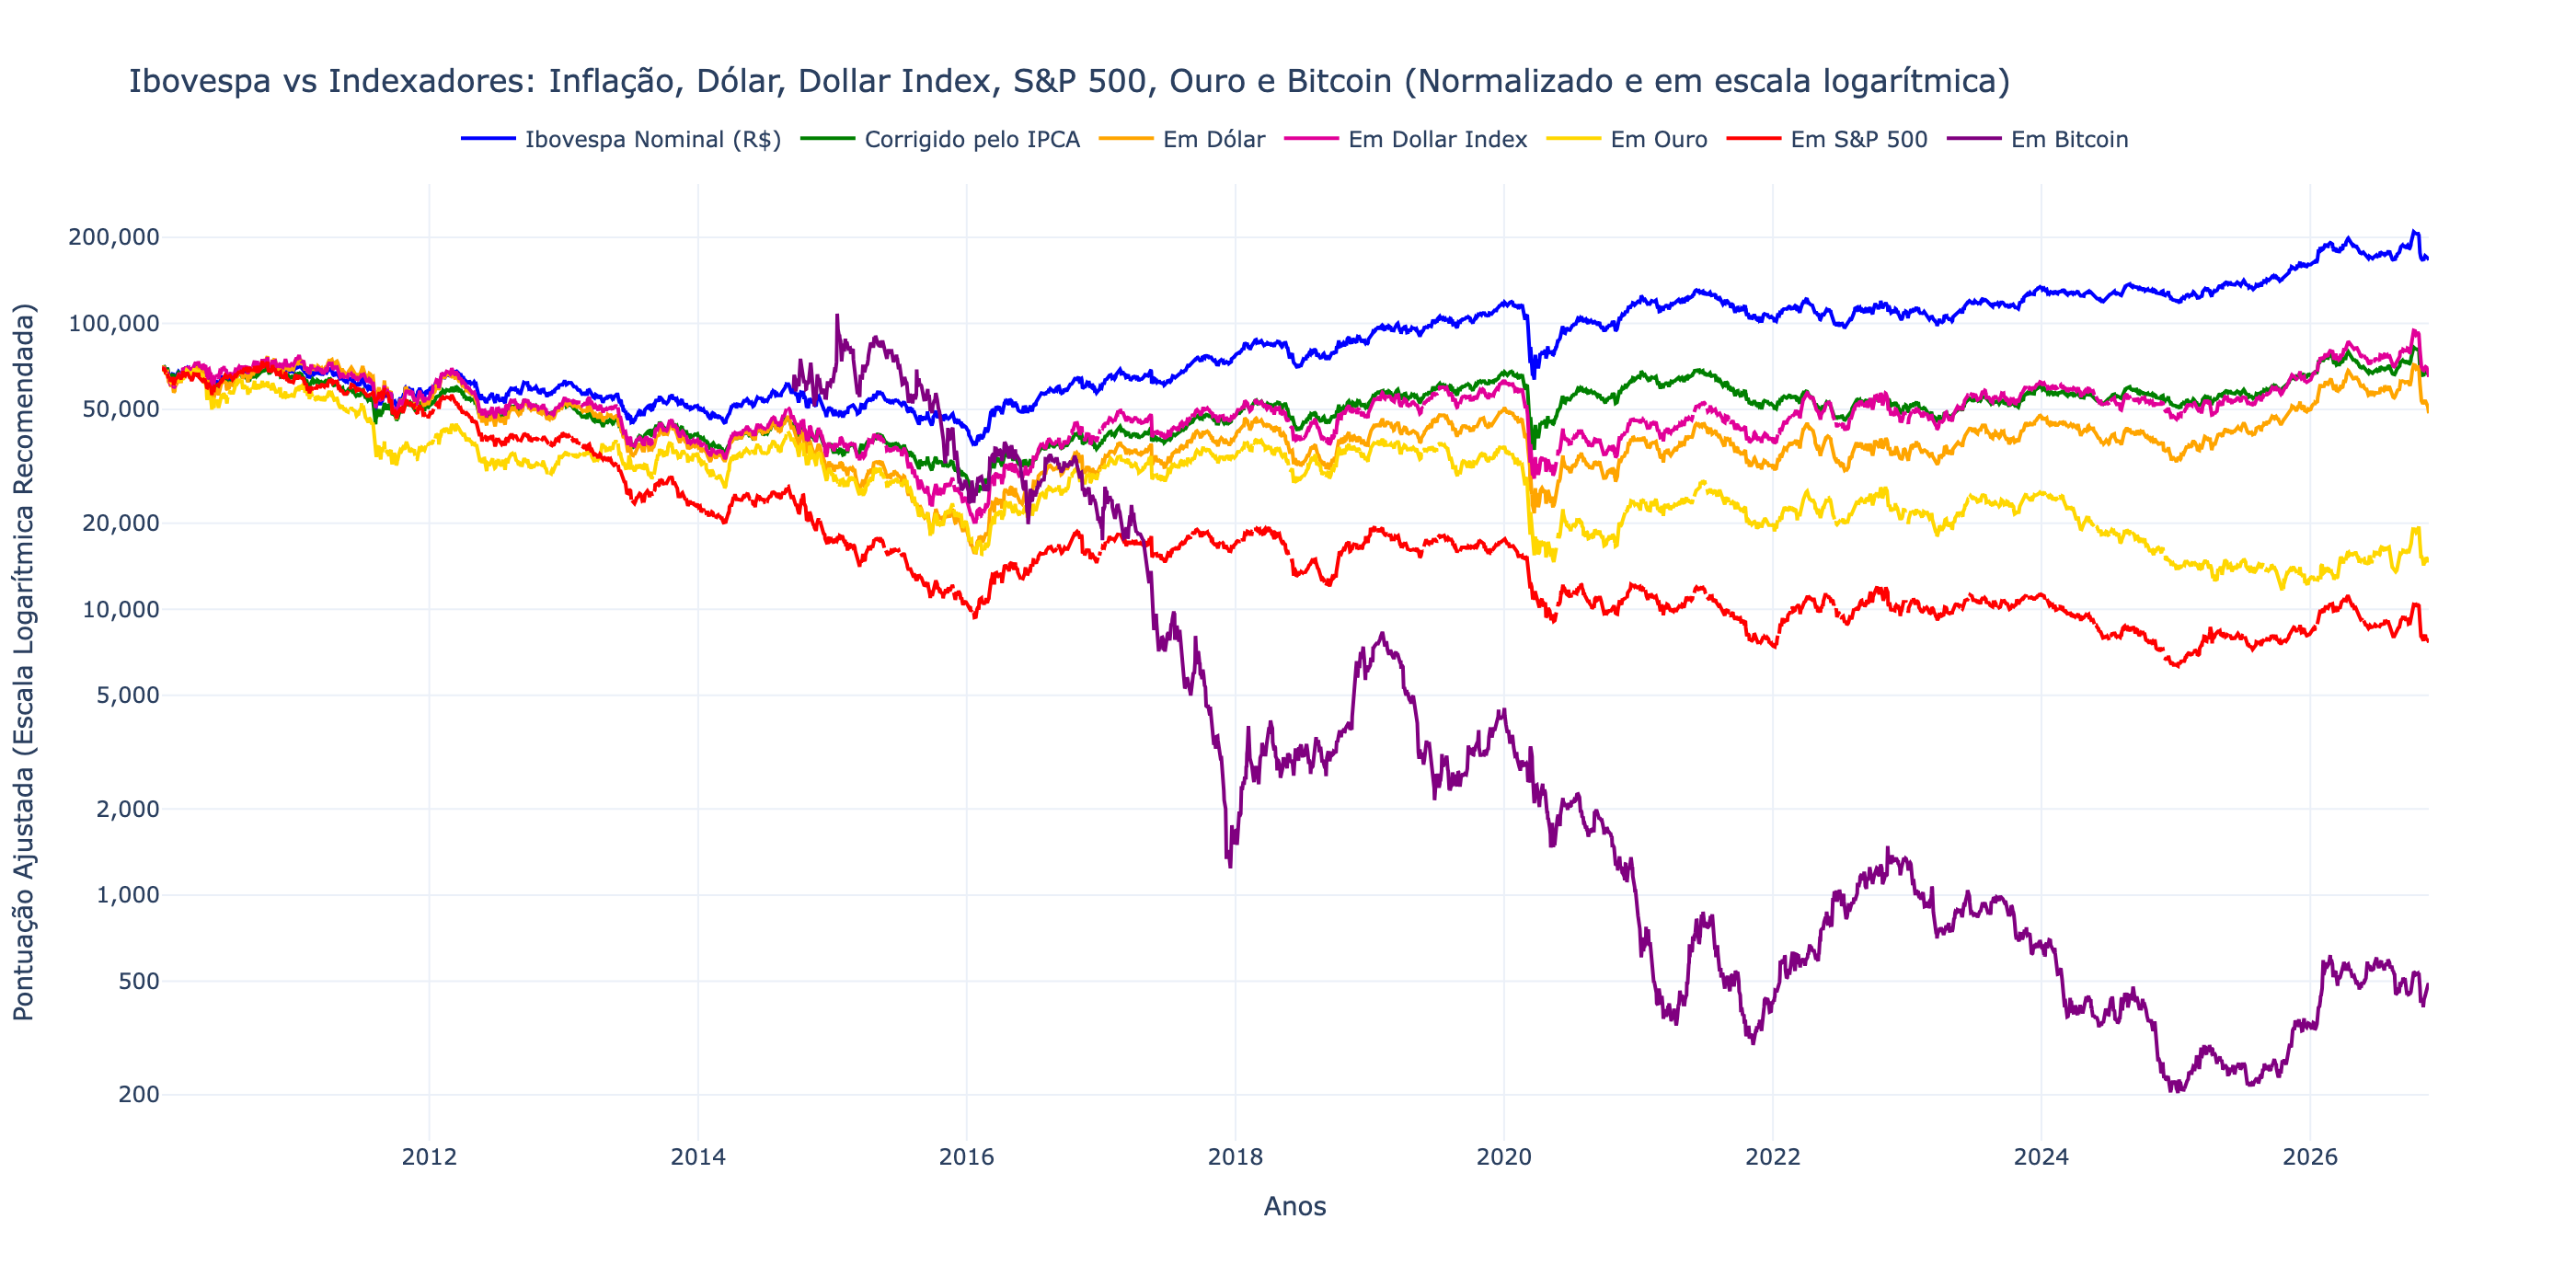 Ibovespa vs Indexadores: Inflação, Dólar, Dollar Index, S&P 500, Ouro e Bitcoin (Normalizado e em escala logarítmica)
Ibovespa Nominal (R$) Corrigido pelo IPCA Em Dólar Em Dollar Index Em Ouro Em S&P 500 Em Bitcoin
Pontuação Ajustada (Escala Logarítmica Recomendada)
200,000
100,000
50,000
20,000
10,000
5,000
2,000
1,000
500
200
2012 2014 2016 2018 2020 2022 2024 2026
Anos